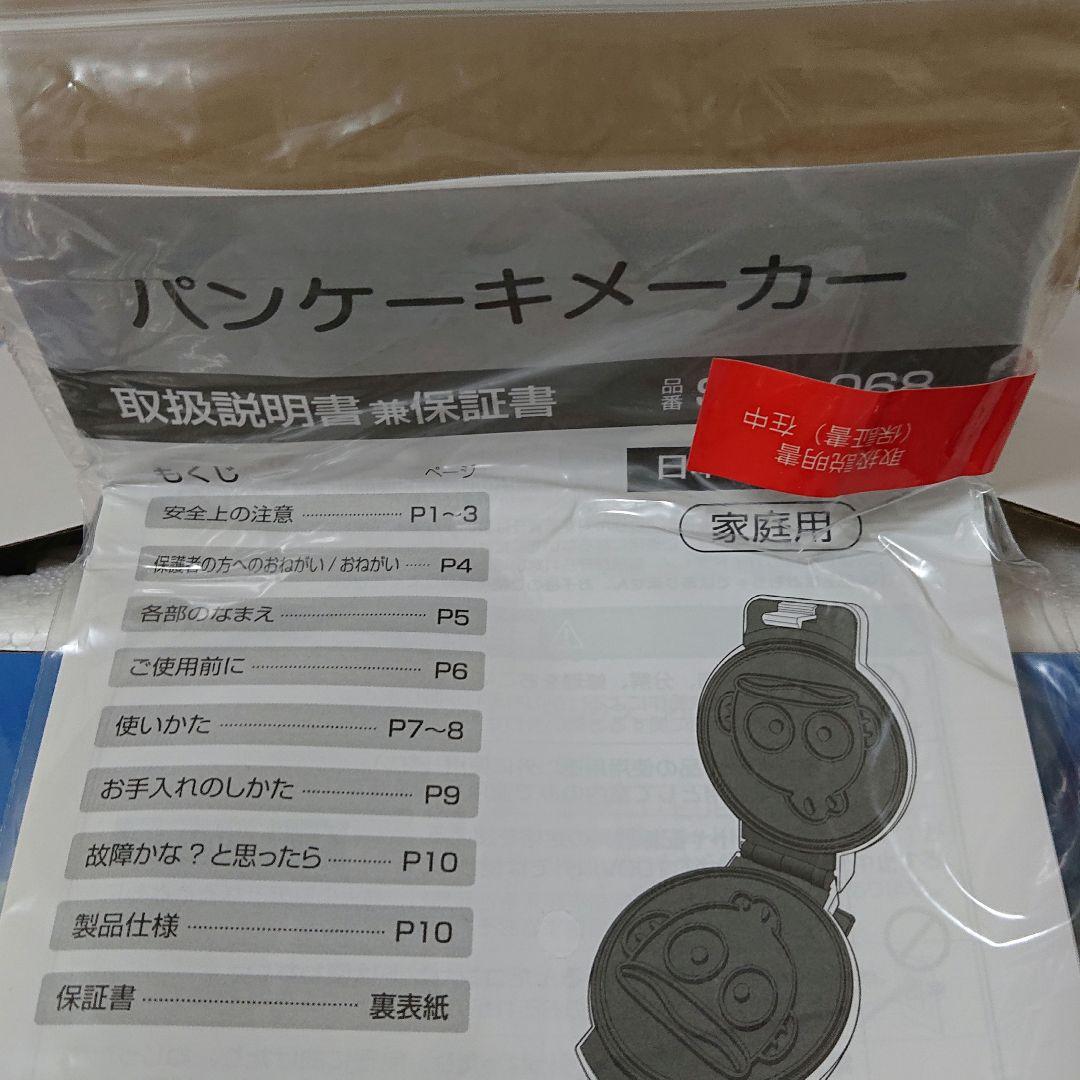 パンケーキメーカー
取扱説明書 兼 保証書
品番
068
取扱説明書
(保証書)
在中
もくじ ページ
家庭用
安全上の注意 P1〜3
保護者の方へのおねがい / おねがい P4
各部のなまえ P5
ご使用前に P6
使いかた P7〜8
お手入れのしかた P9
故障かな？と思ったら P10
製品仕様 P10
保証書 裏表紙